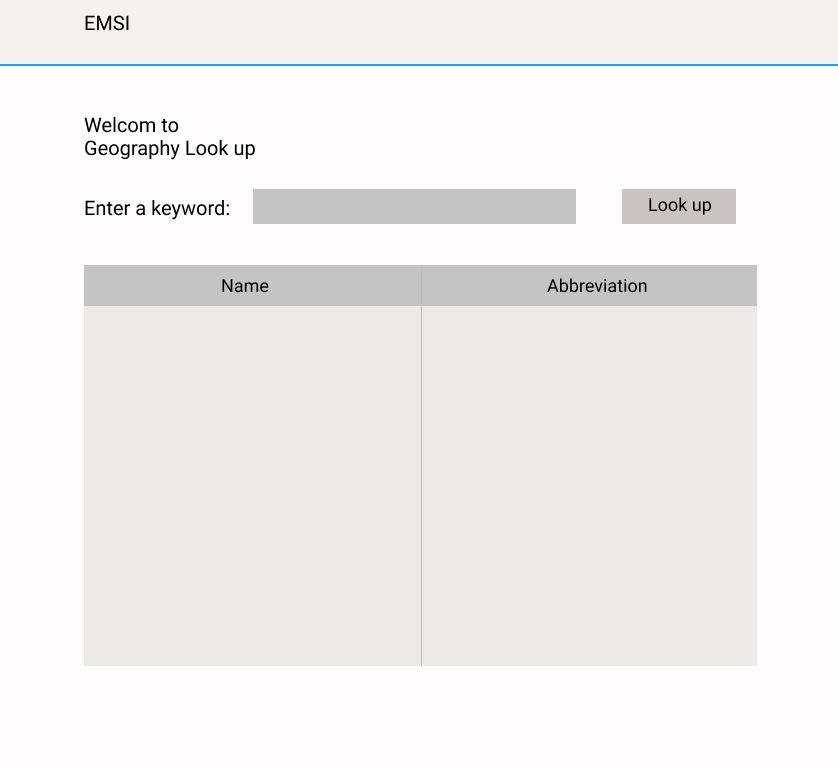 EMSI
Welcom to
Geography Look up
Enter a keyword:
Look up
Name
Abbreviation